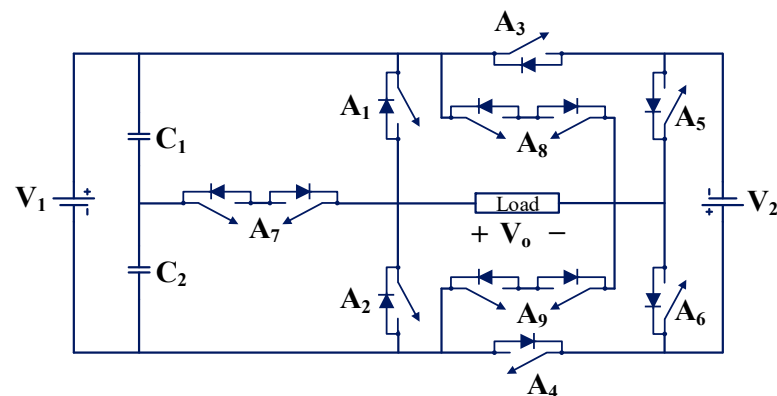 A₃
A₁
A₅
C₁
A₈
V₁
+
-
Load
-
+
V₂
A₇
+ Vₒ −
C₂
A₂
A₉
A₆
A₄